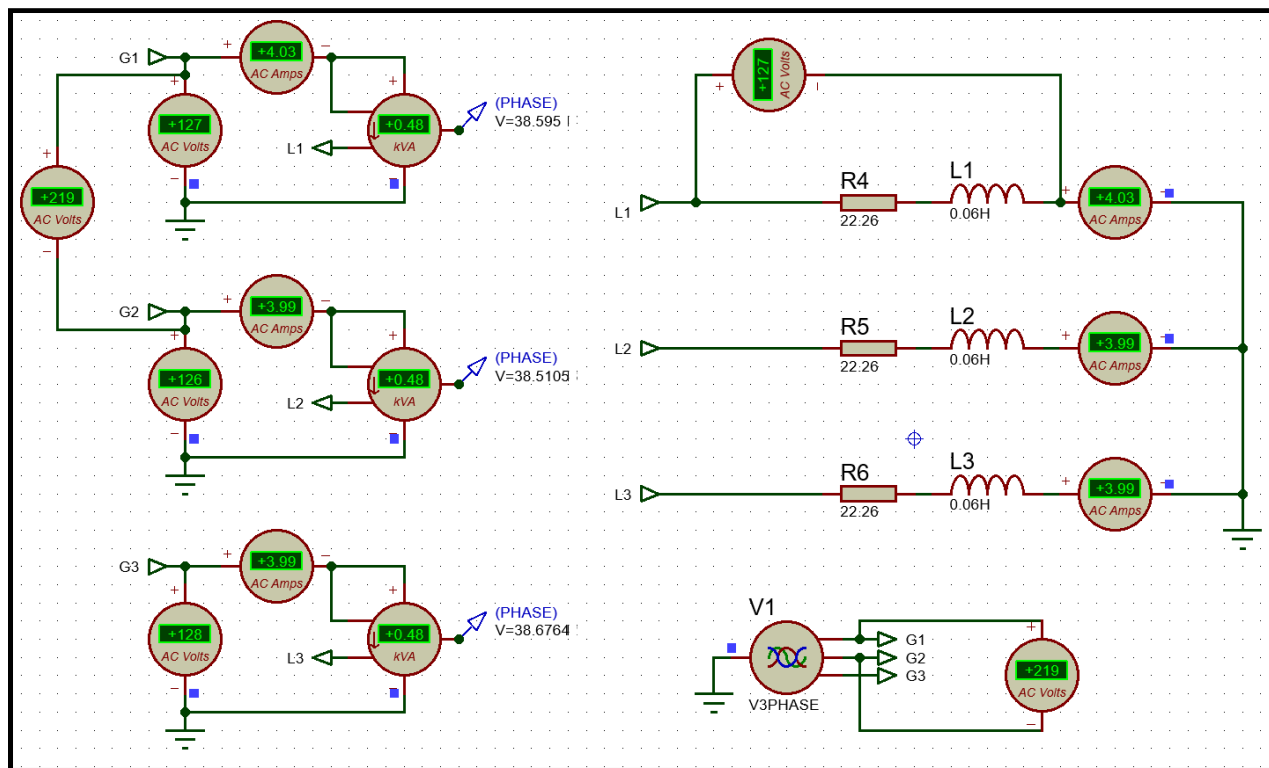 G1
+4.03
AC Amps
+127
AC Volts
+0.48
kVA
(PHASE)
V=38.595
L1
+219
AC Volts
G2
+3.99
AC Amps
+126
AC Volts
+0.48
kVA
(PHASE)
V=38.5105
L2
G3
+3.99
AC Amps
+128
AC Volts
+0.48
kVA
(PHASE)
V=38.6764
L3
+127
AC Volts
L1
R4
22.26
L1
0.06H
+4.03
AC Amps
L2
R5
22.26
L2
0.06H
+3.99
AC Amps
L3
R6
22.26
L3
0.06H
+3.99
AC Amps
V1
V3PHASE
G1
G2
G3
+219
AC Volts